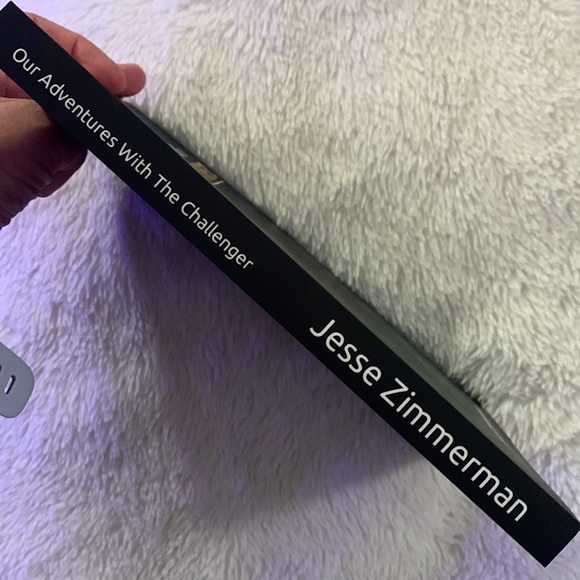 Our Adventures With The Challenger
Jesse Zimmerman